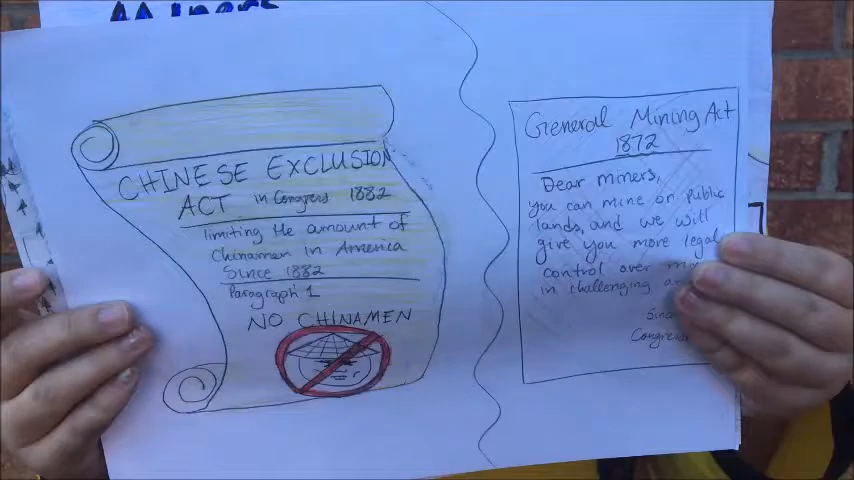 Miners
CHINESE EXCLUSION
ACT in Congress 1882
limiting the amount of
Chinamen in America
Since 1882
Paragraph 1
NO CHINAMEN
General Mining Act
1872
Dear miners,
you can mine on public
lands, and we will
give you more legal
control over
in challenging
Congress